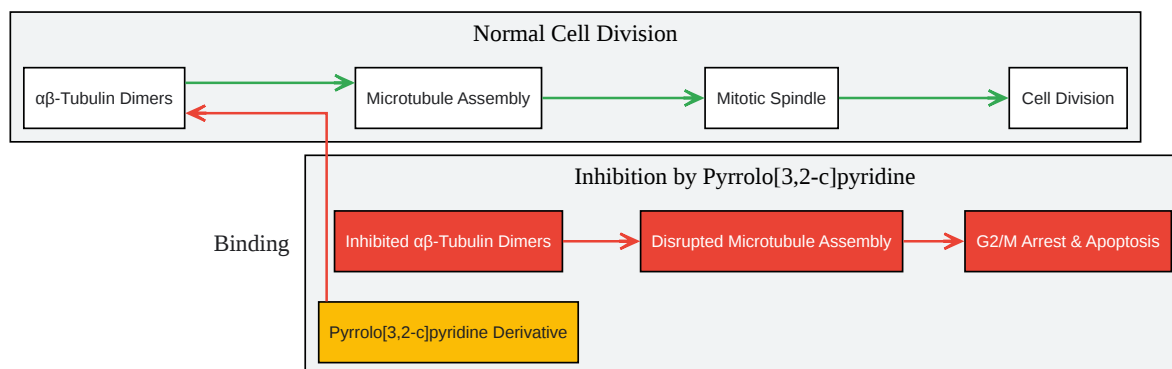 Normal Cell Division
αβ-Tubulin Dimers
Microtubule Assembly
Mitotic Spindle
Cell Division
Inhibition by Pyrrolo[3,2-c]pyridine
Binding
Inhibited αβ-Tubulin Dimers
Disrupted Microtubule Assembly
G2/M Arrest & Apoptosis
Pyrrolo[3,2-c]pyridine Derivative